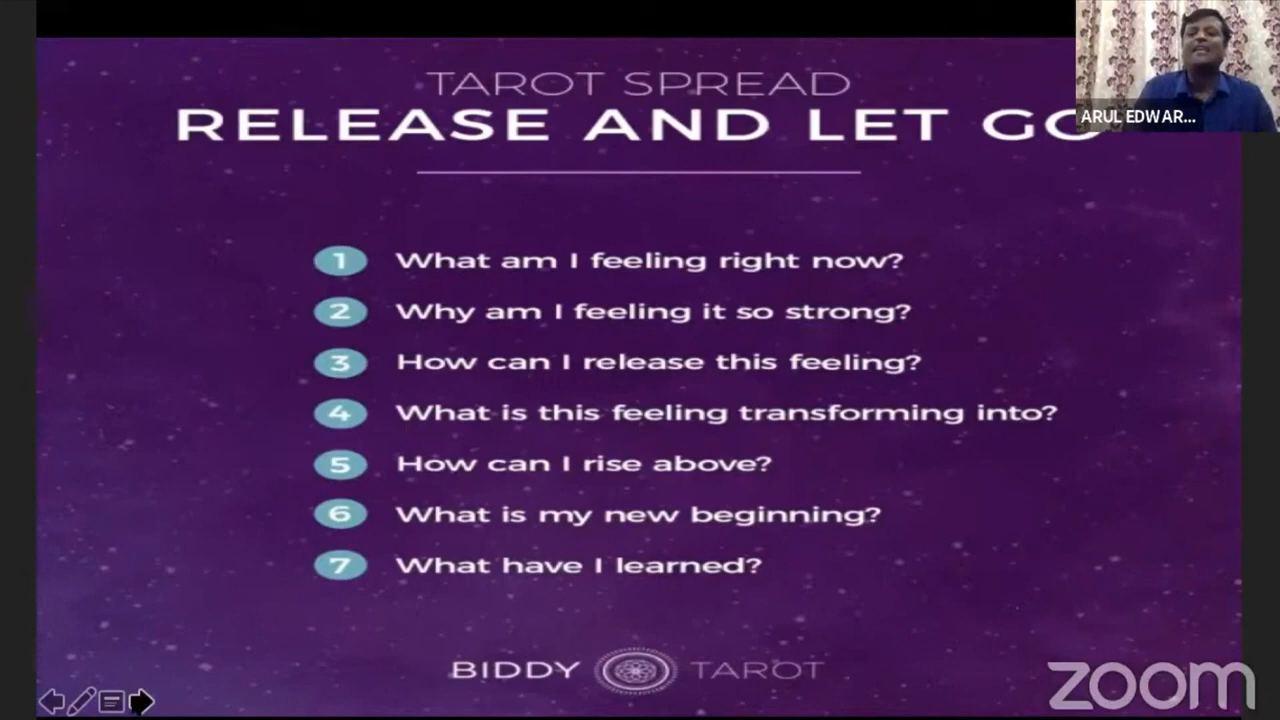 TAROT SPREAD
RELEASE AND LET GO
ARUL EDWAR...
1 What am I feeling right now?
2 Why am I feeling it so strong?
3 How can I release this feeling?
4 What is this feeling transforming into?
5 How can I rise above?
6 What is my new beginning?
7 What have I learned?
BIDDY TAROT
zoom